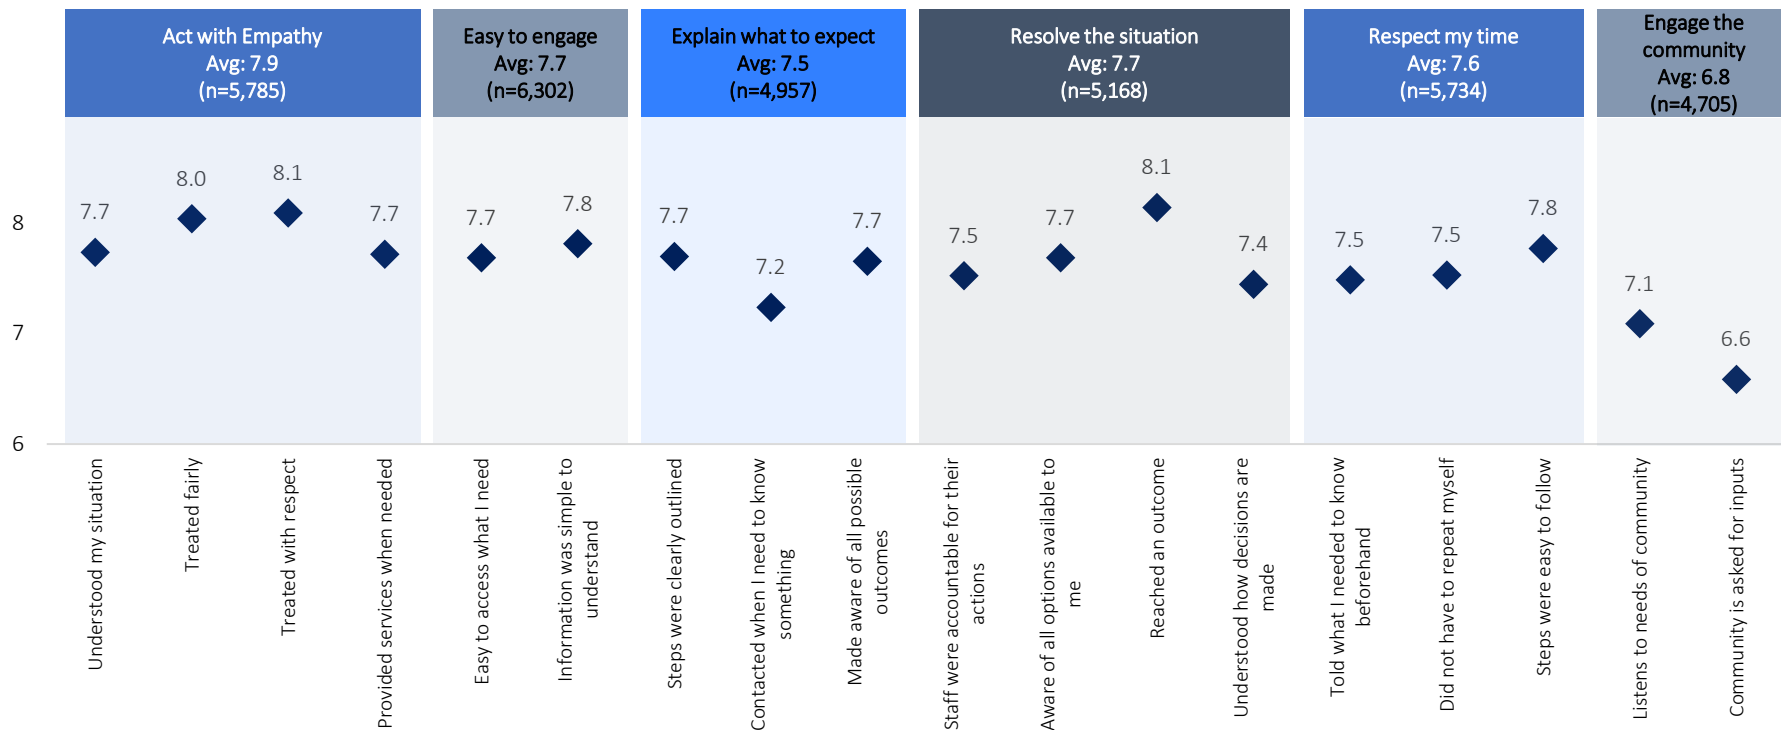 Act with Empathy
Avg: 7.9
(n=5,785)
Easy to engage
Avg: 7.7
(n=6,302)
Explain what to expect
Avg: 7.5
(n=4,957)
Resolve the situation
Avg: 7.7
(n=5,168)
Respect my time
Avg: 7.6
(n=5,734)
Engage the
community
Avg: 6.8
(n=4,705)
8
7
6
7.7
8.0
8.1
7.7
7.7
7.8
7.7
7.2
7.7
7.5
7.7
8.1
7.4
7.5
7.5
7.8
7.1
6.6
Understood my situation
Treated fairly
Treated with respect
Provided services when needed
Easy to access what I need
Information was simple to
understand
Steps were clearly outlined
Contacted when I need to know
something
Made aware of all possible
outcomes
Staff were accountable for their
actions
Aware of all options available to
me
Reached an outcome
Understood how decisions are
made
Told what I needed to know
beforehand
Did not have to repeat myself
Steps were easy to follow
Listens to needs of community
Community is asked for inputs